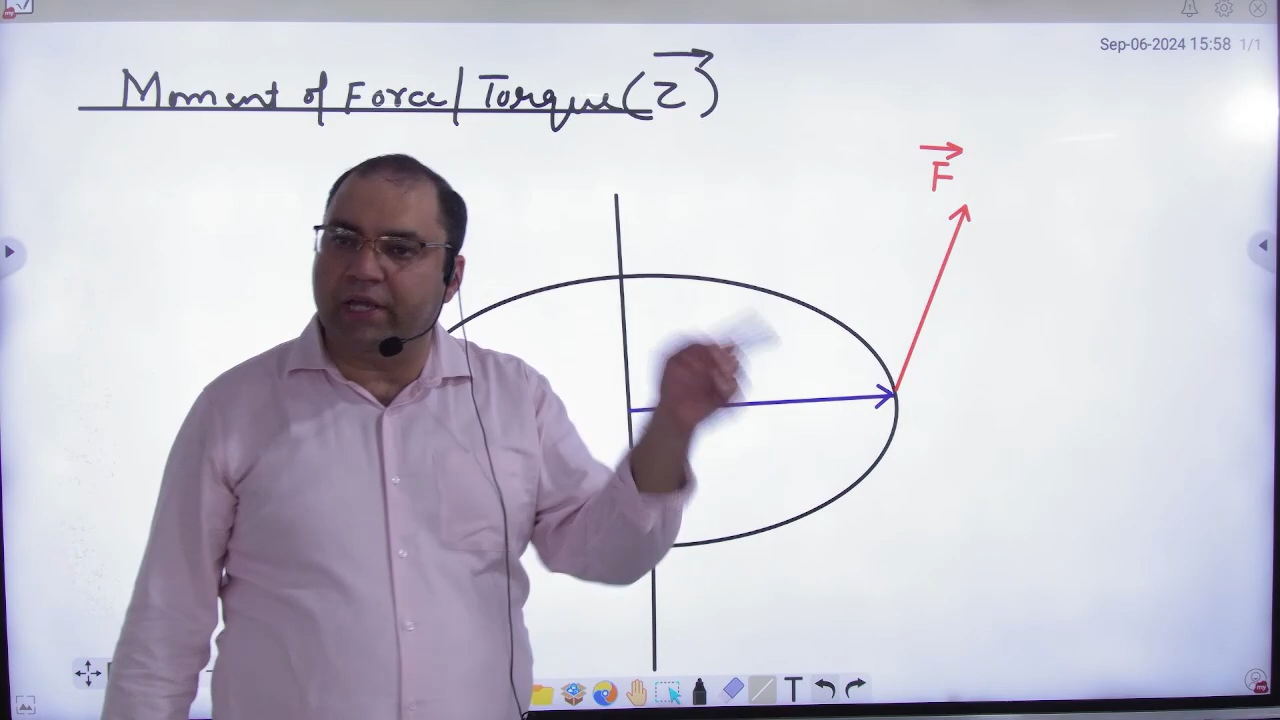 Sep-06-2024 15:58 1/1
Moment of Force/Torque(τ)
F
T